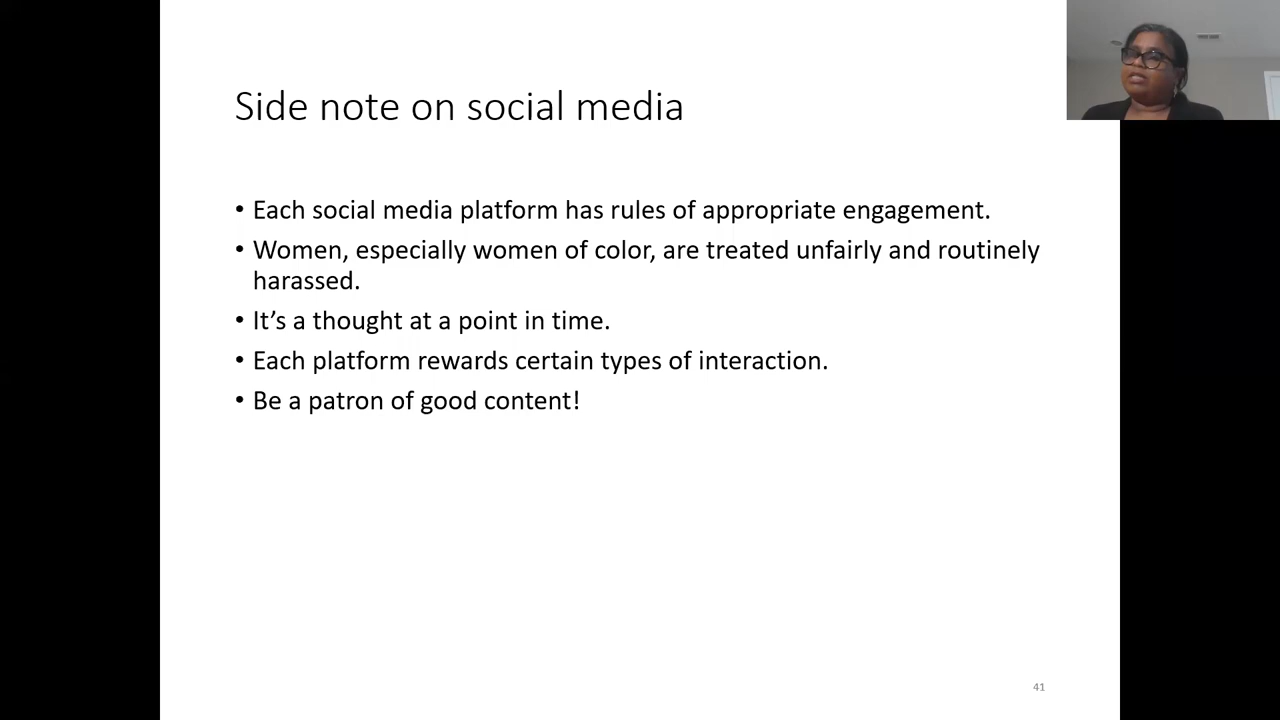 Side note on social media
• Each social media platform has rules of appropriate engagement.
• Women, especially women of color, are treated unfairly and routinely
harassed.
• It’s a thought at a point in time.
• Each platform rewards certain types of interaction.
• Be a patron of good content!
41